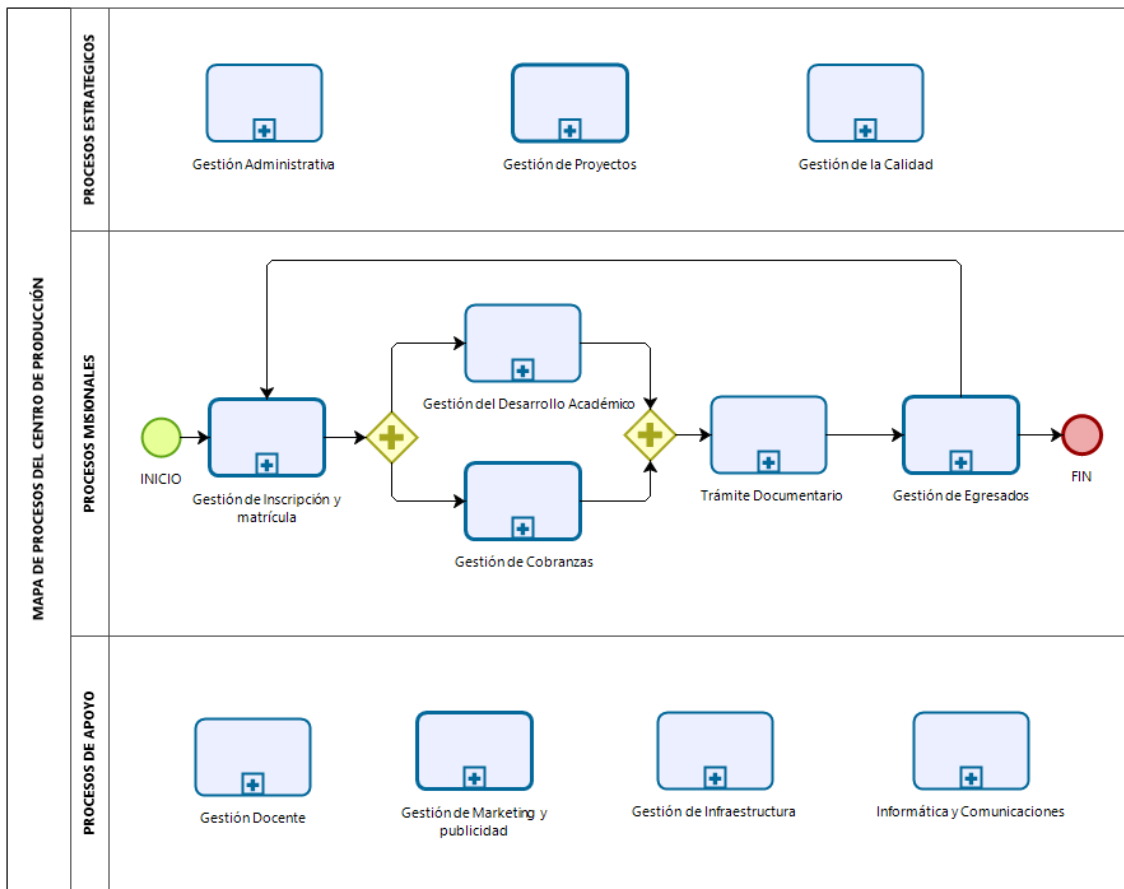 MAPA DE PROCESOS DEL CENTRO DE PRODUCCIÓN
PROCESOS ESTRATEGICOS
Gestión Administrativa
Gestión de Proyectos
Gestión de la Calidad
PROCESOS MISIONALES
INICIO
Gestión de Inscripción y
matrícula
Gestión del Desarrollo Académico
Gestión de Cobranzas
Trámite Documentario
Gestión de Egresados
FIN
PROCESOS DE APOYO
Gestión Docente
Gestión de Marketing y
publicidad
Gestión de Infraestructura
Informática y Comunicaciones